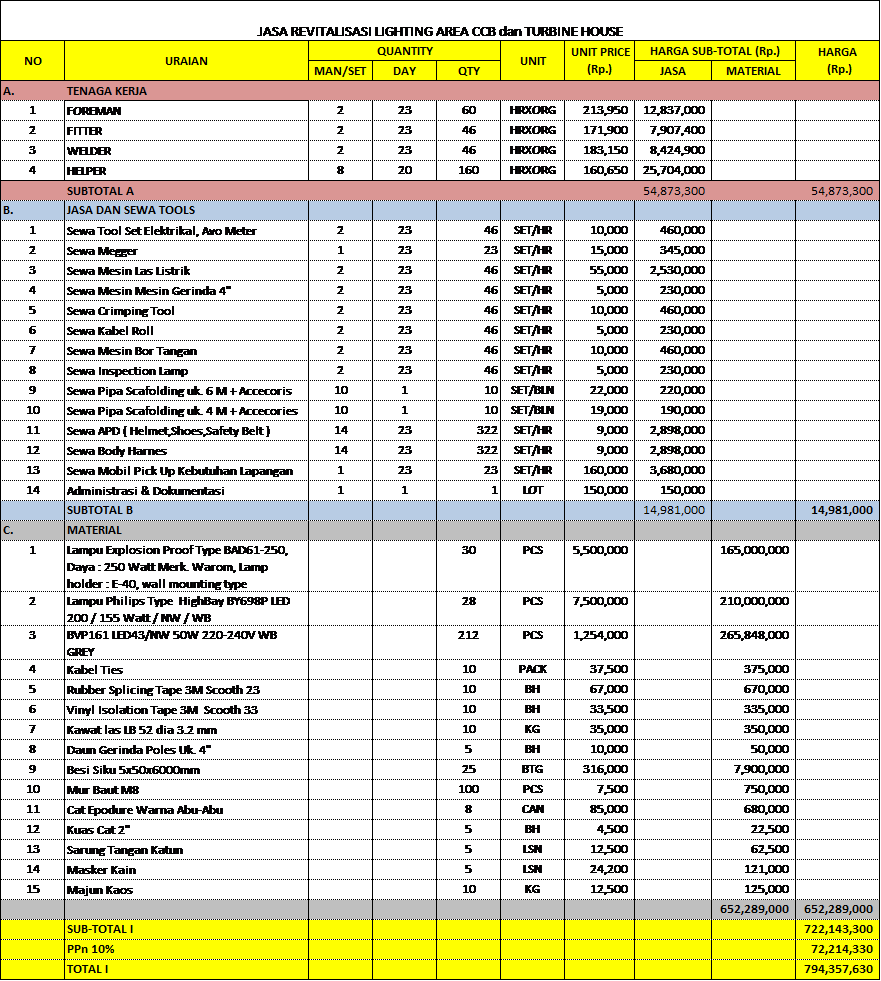 JASA REVITALISASI LIGHTING AREA CCB dan TURBINE HOUSE
NO URAIAN QUANTITY UNIT UNIT PRICE (Rp.) HARGA SUB-TOTAL (Rp.) HARGA (Rp.)
MAN/SET DAY QTY JASA MATERIAL
A. TENAGA KERJA
1 FOREMAN 2 23 60 HRXORG 213,950 12,837,000
2 FITTER 2 23 46 HRXORG 171,900 7,907,400
3 WELDER 2 23 46 HRXORG 183,150 8,424,900
4 HELPER 8 20 160 HRXORG 160,650 25,704,000
SUBTOTAL A 54,873,300 54,873,300
B. JASA DAN SEWA TOOLS
1 Sewa Tool Set Elektrikal, Avo Meter 2 23 46 SET/HR 10,000 460,000
2 Sewa Megger 1 23 23 SET/HR 15,000 345,000
3 Sewa Mesin Las Listrik 2 23 46 SET/HR 55,000 2,530,000
4 Sewa Mesin Mesin Gerinda 4" 2 23 46 SET/HR 5,000 230,000
5 Sewa Crimping Tool 2 23 46 SET/HR 10,000 460,000
6 Sewa Kabel Roll 2 23 46 SET/HR 5,000 230,000
7 Sewa Mesin Bor Tangan 2 23 46 SET/HR 10,000 460,000
8 Sewa Inspection Lamp 2 23 46 SET/HR 5,000 230,000
9 Sewa Pipa Scafolding uk. 6 M + Accecoris 10 1 10 SET/BLN 22,000 220,000
10 Sewa Pipa Scafolding uk. 4 M + Accecories 10 1 10 SET/BLN 19,000 190,000
11 Sewa APD ( Helmet,Shoes,Safety Belt ) 14 23 322 SET/HR 9,000 2,898,000
12 Sewa Body Harnes 14 23 322 SET/HR 9,000 2,898,000
13 Sewa Mobil Pick Up Kebutuhan Lapangan 1 23 23 SET/HR 160,000 3,680,000
14 Administrasi & Dokumentasi 1 1 1 LOT 150,000 150,000
SUBTOTAL B 14,981,000 14,981,000
C. MATERIAL
1 Lampu Explosion Proof Type BAD61-250, 30 PCS 5,500,000 165,000,000
Daya : 250 Watt Merk. Warom, Lamp
holder : E-40, wall mounting type
2 Lampu Philips Type HighBay BY698P LED 28 PCS 7,500,000 210,000,000
200 / 155 Watt / NW / WB
3 BVP161 LED43/NW 50W 220-240V WB 212 PCS 1,254,000 265,848,000
GREY
4 Kabel Ties 10 PACK 37,500 375,000
5 Rubber Splicing Tape 3M Scooth 23 10 BH 67,000 670,000
6 Vinyl Isolation Tape 3M Scooth 33 10 BH 33,500 335,000
7 Kawat las LB 52 dia 3.2 mm 10 KG 35,000 350,000
8 Daun Gerinda Poles Uk. 4" 5 BH 10,000 50,000
9 Besi Siku 5x50x6000mm 25 BTG 316,000 7,900,000
10 Mur Baut M8 100 PCS 7,500 750,000
11 Cat Epodure Warna Abu-Abu 8 CAN 85,000 680,000
12 Kuas Cat 2" 5 BH 4,500 22,500
13 Sarung Tangan Katun 5 LSN 12,500 62,500
14 Masker Kain 5 LSN 24,200 121,000
15 Majun Kaos 10 KG 12,500 125,000
652,289,000 652,289,000
SUB-TOTAL I 722,143,300
PPn 10% 72,214,330
TOTAL I 794,357,630